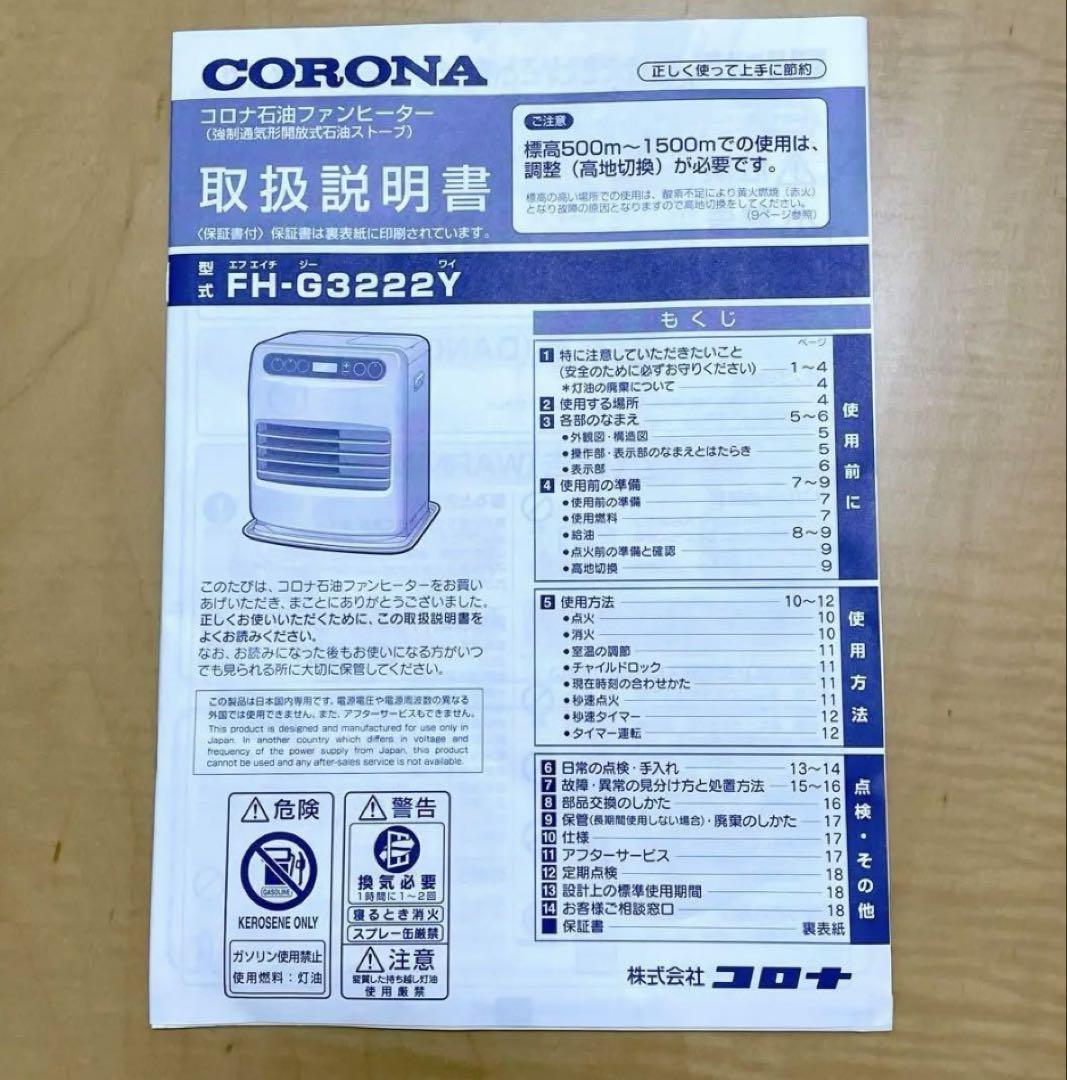 CORONA
正しく使って上手に節約
コロナ石油ファンヒーター
（強制通気形開放式石油ストーブ）
取扱説明書
〈保証書付〉保証書は裏表紙に印刷されています。
ご注意
標高500m～1500mでの使用は、
調整（高地切換）が必要です。
標高の高い場所での使用は、酸素不足により黄火燃焼（赤火）
となり故障の原因となりますので高地切換をしてください。
（9ページ参照）
型式
エフ エイチ ジー ワイ
FH-G3222Y
このたびは、コロナ石油ファンヒーターをお買い
あげいただき、まことにありがとうございました。
正しくお使いいただくために、この取扱説明書を
よくお読みください。
なお、お読みになった後もお使いになる方がいつ
でも見られる所に大切に保管してください。
この製品は日本国内専用です。電源電圧や電源周波数の異なる
外国では使用できません。また、アフターサービスもできません。
This product is designed and manufactured for use only in
Japan. In another country which differs in voltage and
frequency of the power supply from Japan, this product
cannot be used and any after-sales service is not available.
危険
GASOLINE
KEROSENE ONLY
ガソリン使用禁止
使用燃料：灯油
警告
換気必要
1時間に1～2回
寝るとき消火
スプレー缶厳禁
注意
変質した持ち越し灯油
使用厳禁
もくじ
ページ
1 特に注意していただきたいこと
（安全のために必ずお守りください） 1～4
＊灯油の廃棄について 4
2 使用する場所 4
3 各部のなまえ 5～6
●外観図・構造図 5
●操作部・表示部のなまえとはたらき 5
●表示部 6
4 使用前の準備 7～9
●使用前の準備 7
●使用燃料 7
●給油 8～9
●点火前の準備と確認 9
●高地切換 9
使用前に
5 使用方法 10～12
●点火 10
●消火 10
●室温の調節 11
●チャイルドロック 11
●現在時刻の合わせかた 11
●秒速点火 11
●秒速タイマー 12
●タイマー運転 12
使用方法
6 日常の点検・手入れ 13～14
7 故障・異常の見分け方と処置方法 15～16
8 部品交換のしかた 16
9 保管（長期間使用しない場合）・廃棄のしかた 17
10 仕様 17
11 アフターサービス 17
12 定期点検 18
13 設計上の標準使用期間 18
14 お客様ご相談窓口 18
保証書 裏表紙
点検・その他
株式会社 コロナ